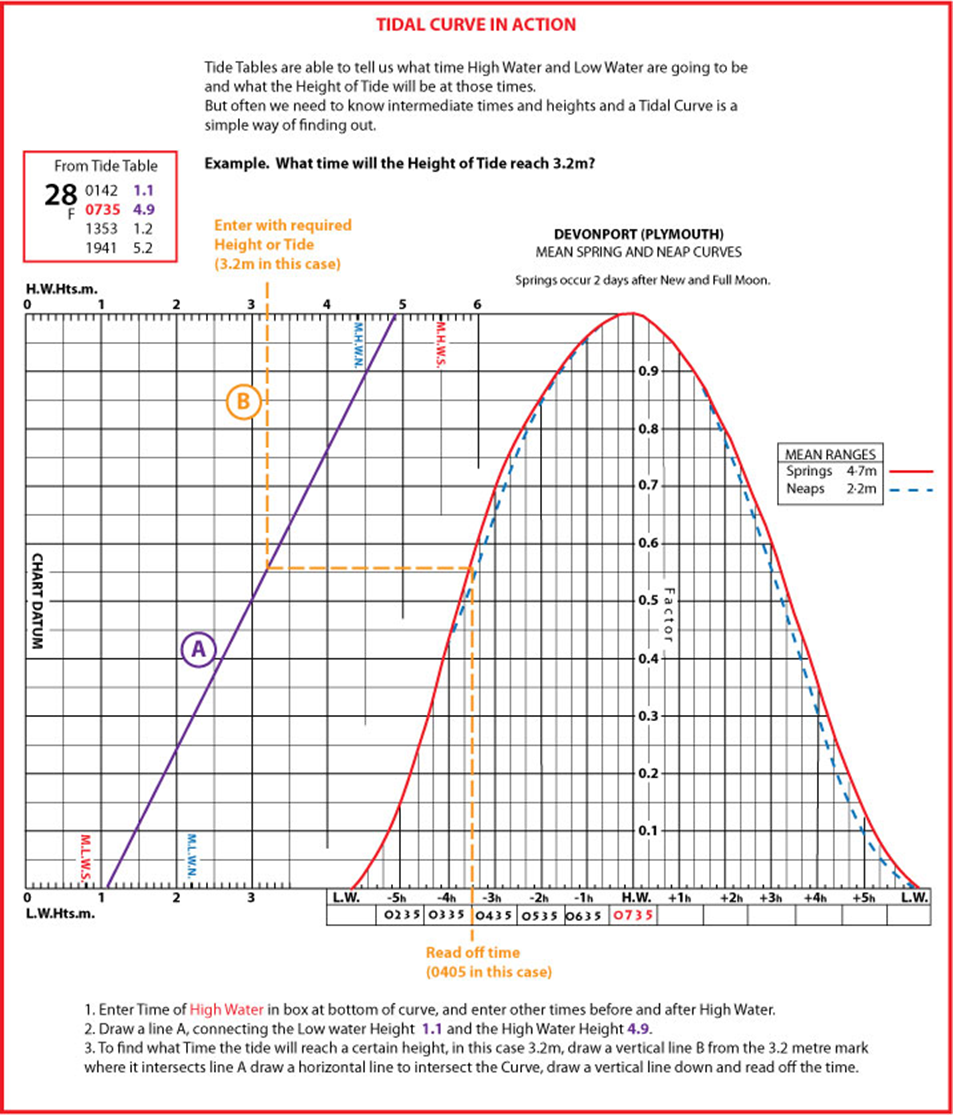 TIDAL CURVE IN ACTION
Tide Tables are able to tell us what time High Water and Low Water are going to be
and what the Height of Tide will be at those times.
But often we need to know intermediate times and heights and a Tidal Curve is a
simple way of finding out.
Example. What time will the Height of Tide reach 3.2m?
From Tide Table
28 0142 1.1
F 0735 4.9
1353 1.2
1941 5.2
Enter with required
Height or Tide
(3.2m in this case)
DEVONPORT (PLYMOUTH)
MEAN SPRING AND NEAP CURVES
Springs occur 2 days after New and Full Moon.
H.W.Hts.m.
0 1 2 3 4 5 6
M.H.W.N.
M.H.W.S.
B
A
CHART DATUM
0.9
0.8
0.7
0.6
0.5
0.4
0.3
0.2
0.1
Factor
MEAN RANGES
Springs 4·7m
Neaps 2·2m
M.L.W.S.
M.L.W.N.
0 1 2 3
L.W.Hts.m.
L.W. -5h -4h -3h -2h -1h H.W. +1h +2h +3h +4h +5h L.W.
0235 0335 0435 0535 0635 0735
Read off time
(0405 in this case)
1. Enter Time of High Water in box at bottom of curve, and enter other times before and after High Water.
2. Draw a line A, connecting the Low water Height 1.1 and the High Water Height 4.9.
3. To find what Time the tide will reach a certain height, in this case 3.2m, draw a vertical line B from the 3.2 metre mark
where it intersects line A draw a horizontal line to intersect the Curve, draw a vertical line down and read off the time.